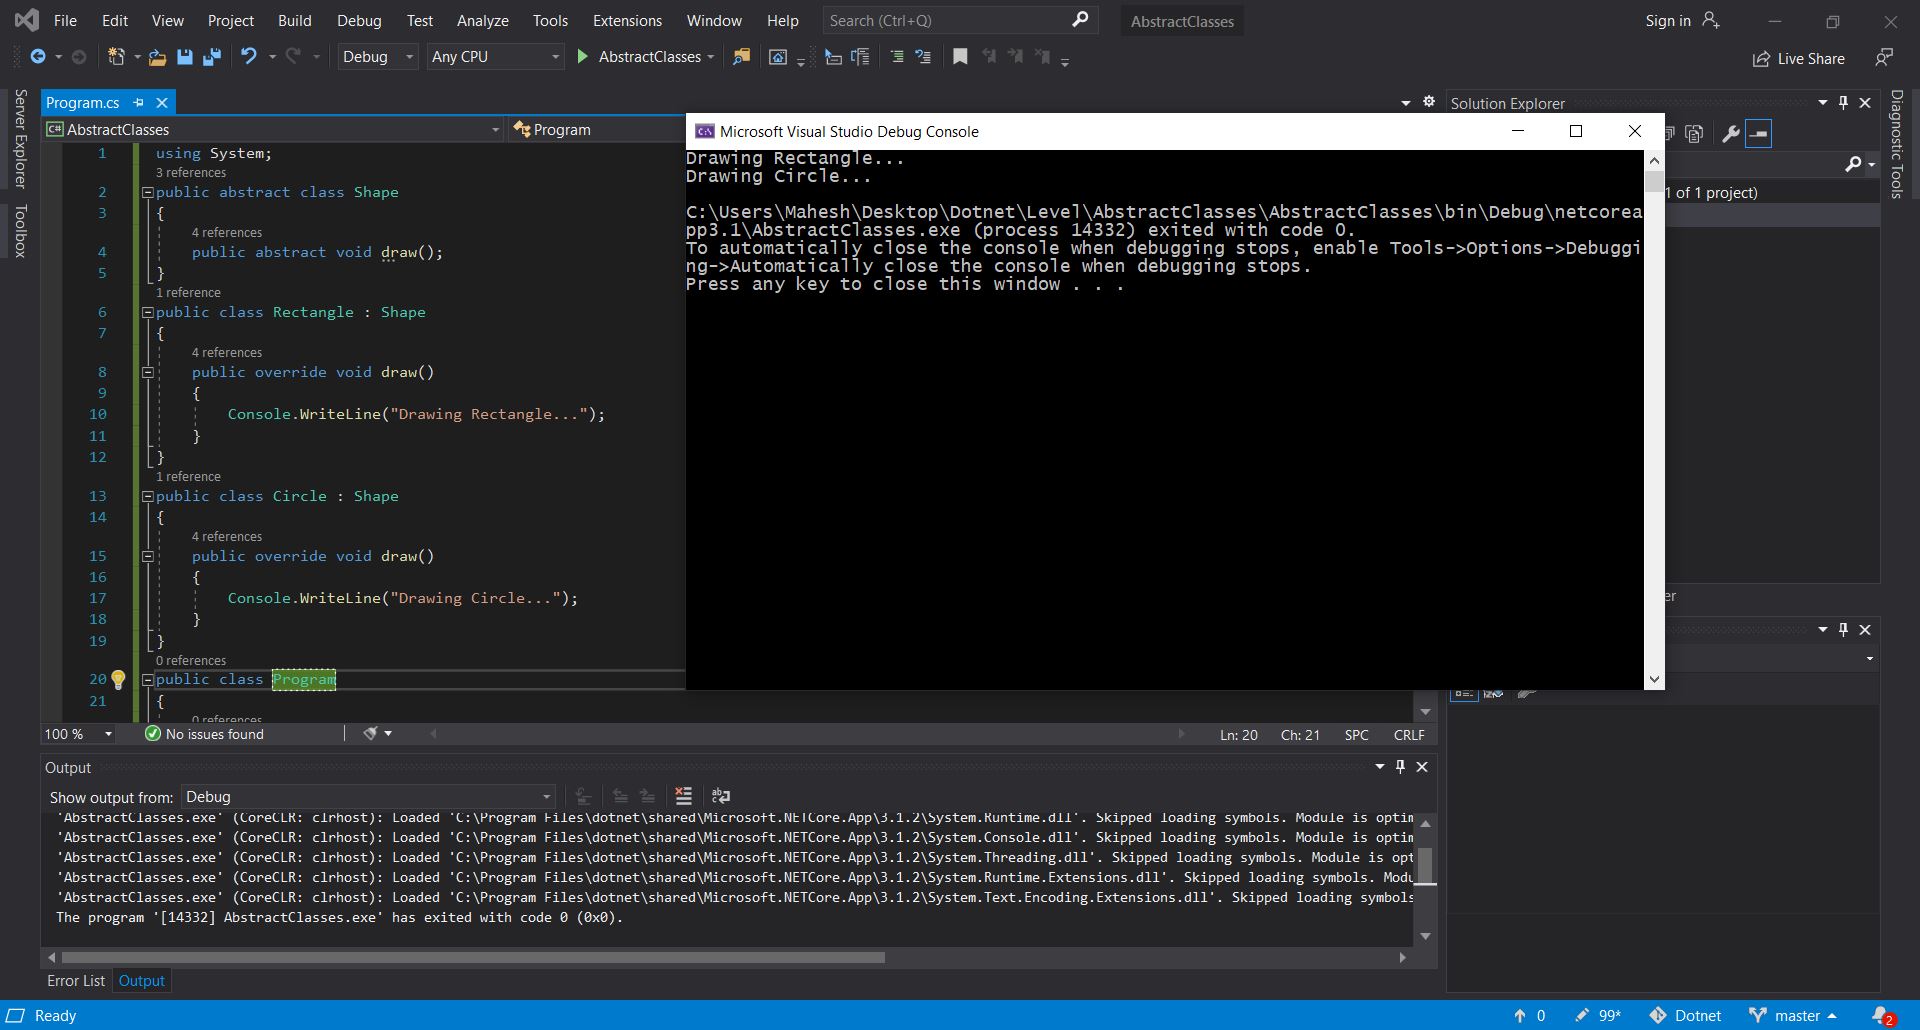 File Edit View Project Build Debug Test Analyze Tools Extensions Window Help Search (Ctrl+Q) AbstractClasses Sign in
Debug Any CPU AbstractClasses Live Share
Server Explorer
Toolbox
Program.cs
C# AbstractClasses Program
1 using System;
3 references
2 public abstract class Shape
3 {
4 references
4 public abstract void draw();
5 }
1 reference
6 public class Rectangle : Shape
7 {
4 references
8 public override void draw()
9 {
10 Console.WriteLine("Drawing Rectangle...");
11 }
12 }
1 reference
13 public class Circle : Shape
14 {
4 references
15 public override void draw()
16 {
17 Console.WriteLine("Drawing Circle...");
18 }
19 }
0 references
20 public class Program
21 {
0 references
100 % No issues found Ln: 20 Ch: 21 SPC CRLF
C:\ Microsoft Visual Studio Debug Console
Drawing Rectangle...
Drawing Circle...
C:\Users\Mahesh\Desktop\Dotnet\Level\AbstractClasses\AbstractClasses\bin\Debug\netcorea
pp3.1\AbstractClasses.exe (process 14332) exited with code 0.
To automatically close the console when debugging stops, enable Tools->Options->Debuggi
ng->Automatically close the console when debugging stops.
Press any key to close this window . . .
Solution Explorer
1 of 1 project)
er
Diagnostic Tools
Output
Show output from: Debug
'AbstractClasses.exe' (CoreCLR: clrhost): Loaded 'C:\Program Files\dotnet\shared\Microsoft.NETCore.App\3.1.2\System.Runtime.dll'. Skipped loading symbols. Module is optim
'AbstractClasses.exe' (CoreCLR: clrhost): Loaded 'C:\Program Files\dotnet\shared\Microsoft.NETCore.App\3.1.2\System.Console.dll'. Skipped loading symbols. Module is optim
'AbstractClasses.exe' (CoreCLR: clrhost): Loaded 'C:\Program Files\dotnet\shared\Microsoft.NETCore.App\3.1.2\System.Threading.dll'. Skipped loading symbols. Module is opt
'AbstractClasses.exe' (CoreCLR: clrhost): Loaded 'C:\Program Files\dotnet\shared\Microsoft.NETCore.App\3.1.2\System.Runtime.Extensions.dll'. Skipped loading symbols. Modu
'AbstractClasses.exe' (CoreCLR: clrhost): Loaded 'C:\Program Files\dotnet\shared\Microsoft.NETCore.App\3.1.2\System.Text.Encoding.Extensions.dll'. Skipped loading symbols
The program '[14332] AbstractClasses.exe' has exited with code 0 (0x0).
Error List Output
Ready 0 99* Dotnet master 2